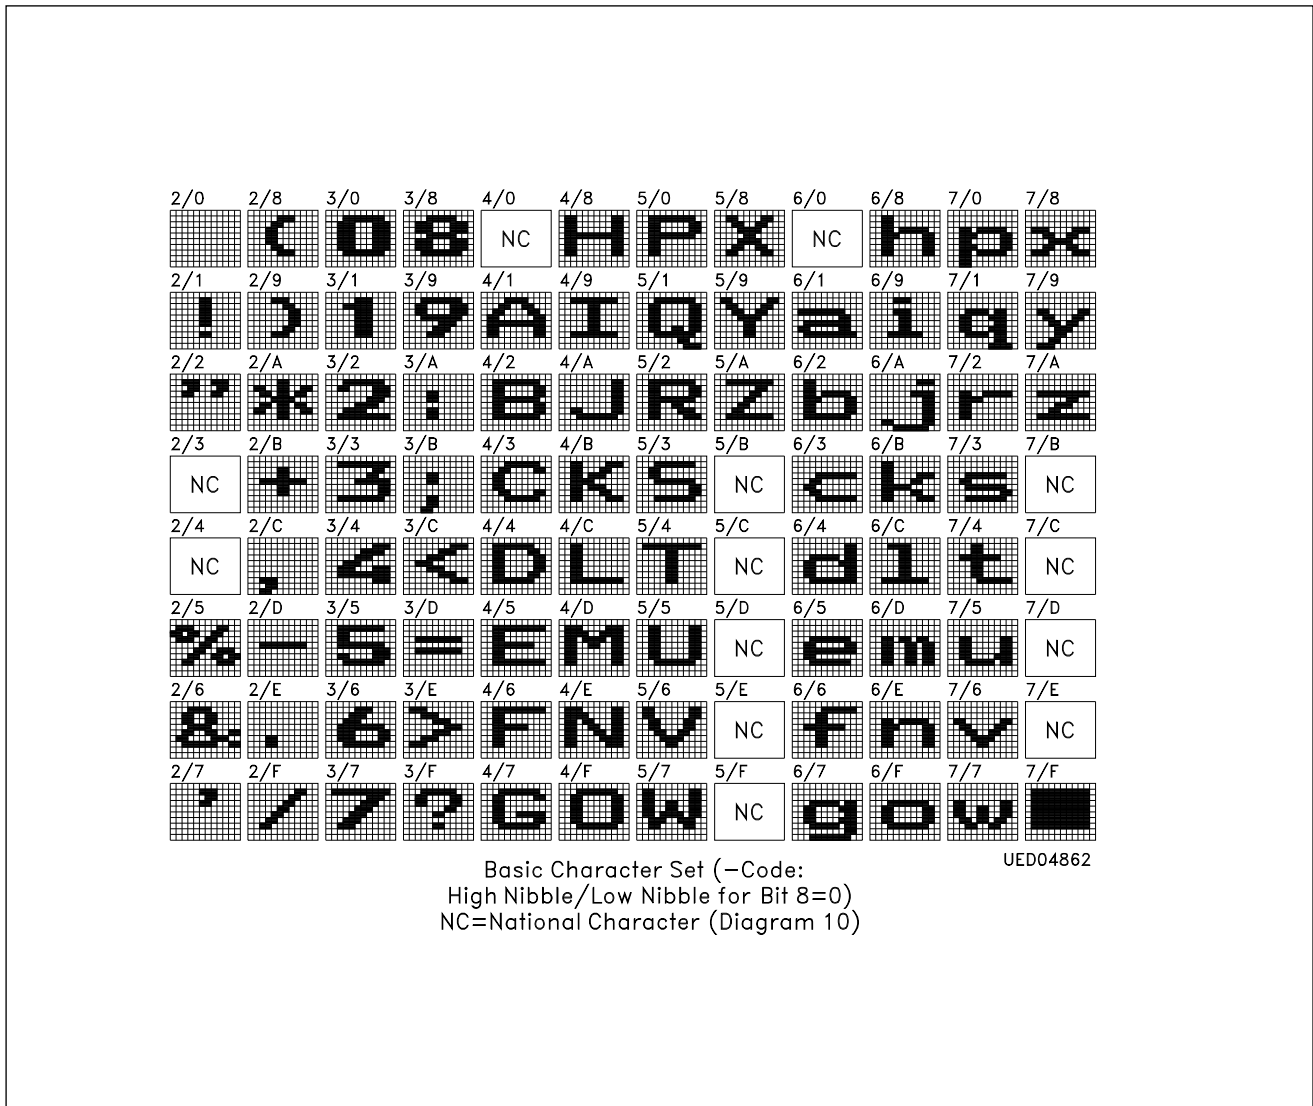 2/0 2/8 3/0 3/8 4/0 4/8 5/0 5/8 6/0 6/8 7/0 7/8
( 0 8 NC H P X NC h p x
2/1 2/9 3/1 3/9 4/1 4/9 5/1 5/9 6/1 6/9 7/1 7/9
! ) 1 9 A I Q Y a i q y
2/2 2/A 3/2 3/A 4/2 4/A 5/2 5/A 6/2 6/A 7/2 7/A
" * 2 : B J R Z b j r z
2/3 2/B 3/3 3/B 4/3 4/B 5/3 5/B 6/3 6/B 7/3 7/B
NC + 3 ; C K S NC c k s NC
2/4 2/C 3/4 3/C 4/4 4/C 5/4 5/C 6/4 6/C 7/4 7/C
NC , 4 < D L T NC d l t NC
2/5 2/D 3/5 3/D 4/5 4/D 5/5 5/D 6/5 6/D 7/5 7/D
% - 5 = E M U NC e m u NC
2/6 2/E 3/6 3/E 4/6 4/E 5/6 5/E 6/6 6/E 7/6 7/E
& . 6 > F N V NC f n v NC
2/7 2/F 3/7 3/F 4/7 4/F 5/7 5/F 6/7 6/F 7/7 7/F
' / 7 ? G O W NC g o w ■
UED04862
Basic Character Set (-Code:
High Nibble/Low Nibble for Bit 8=0)
NC=National Character (Diagram 10)